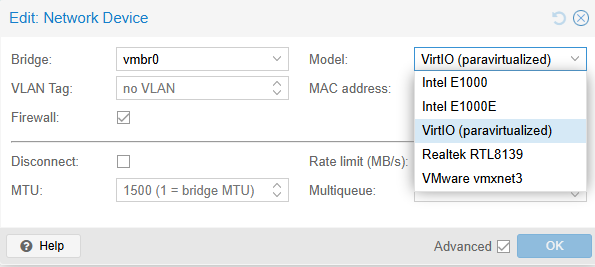 Edit: Network Device
Bridge: vmbr0 Model: VirtIO (paravirtualized)
VLAN Tag: no VLAN MAC address:
Firewall:
Intel E1000
Intel E1000E
VirtIO (paravirtualized)
Realtek RTL8139
VMware vmxnet3
Disconnect: Rate limit (MB/s):
MTU: 1500 (1 = bridge MTU) Multiqueue:
Help Advanced OK